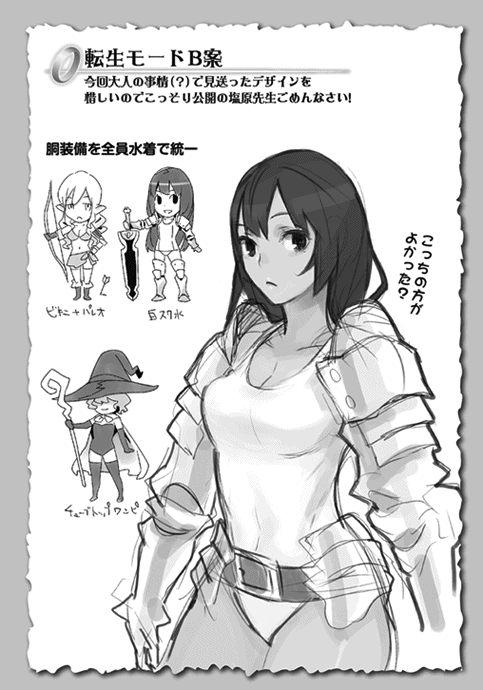 転生モードB案
今回大人の事情(?)で見送ったデザインを
惜しいのでこっそり公開の塩原先生ごめんなさい!
胴装備を全員水着で統一
ビキニ+パレオ
白スク水
チューブトップワンピ
こっちの方が
よかった?